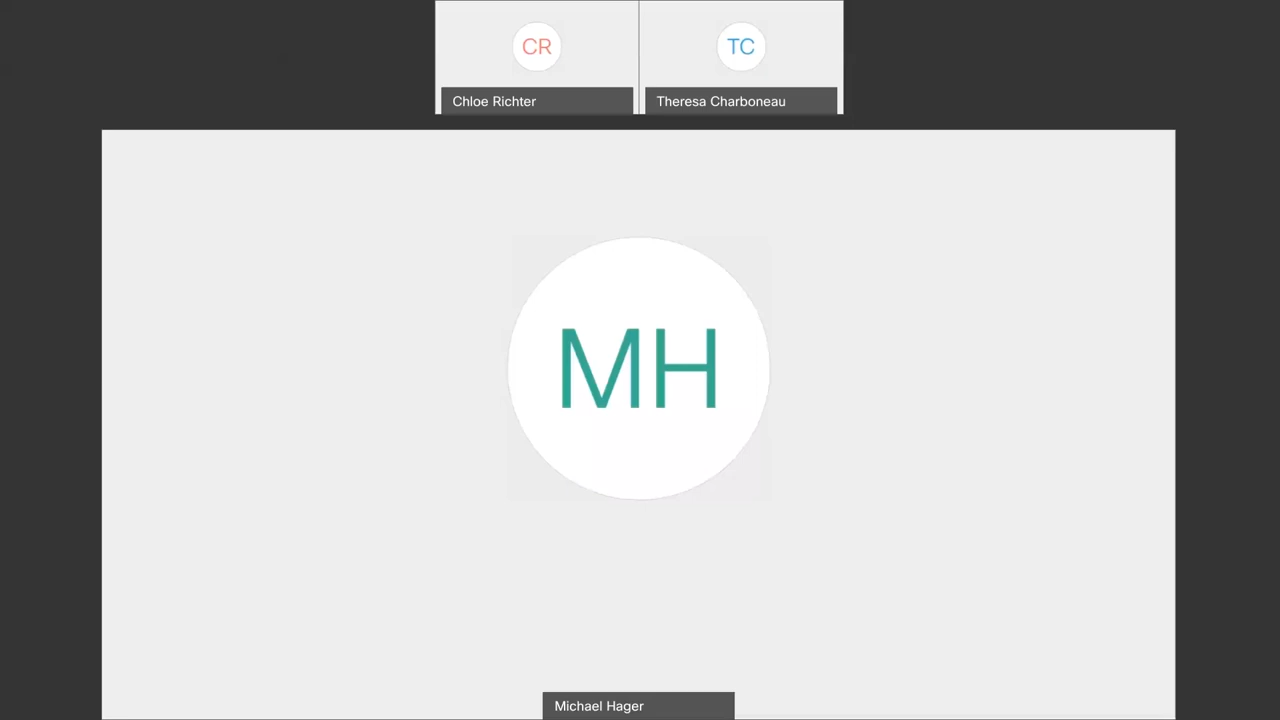 CR
TC
Chloe Richter
Theresa Charboneau
MH
Michael Hager